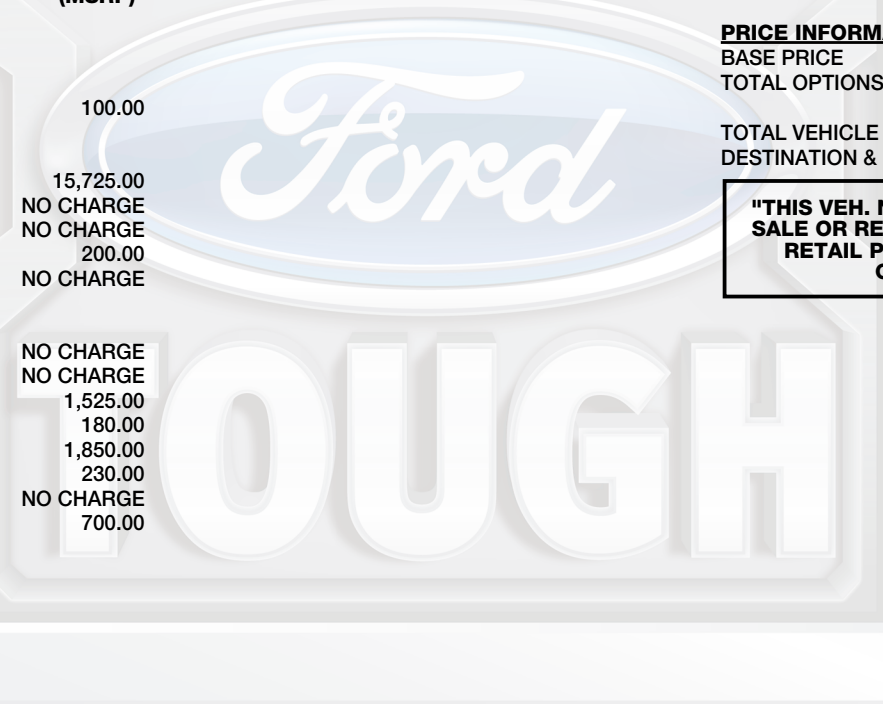 (MSRP)
100.00
15,725.00
NO CHARGE
NO CHARGE
200.00
NO CHARGE
NO CHARGE
NO CHARGE
1,525.00
180.00
1,850.00
230.00
NO CHARGE
700.00
PRICE INFORM
BASE PRICE
TOTAL OPTIONS
TOTAL VEHICLE
DESTINATION &
"THIS VEH.
SALE OR RE
RETAIL P
Ford
TOUGH